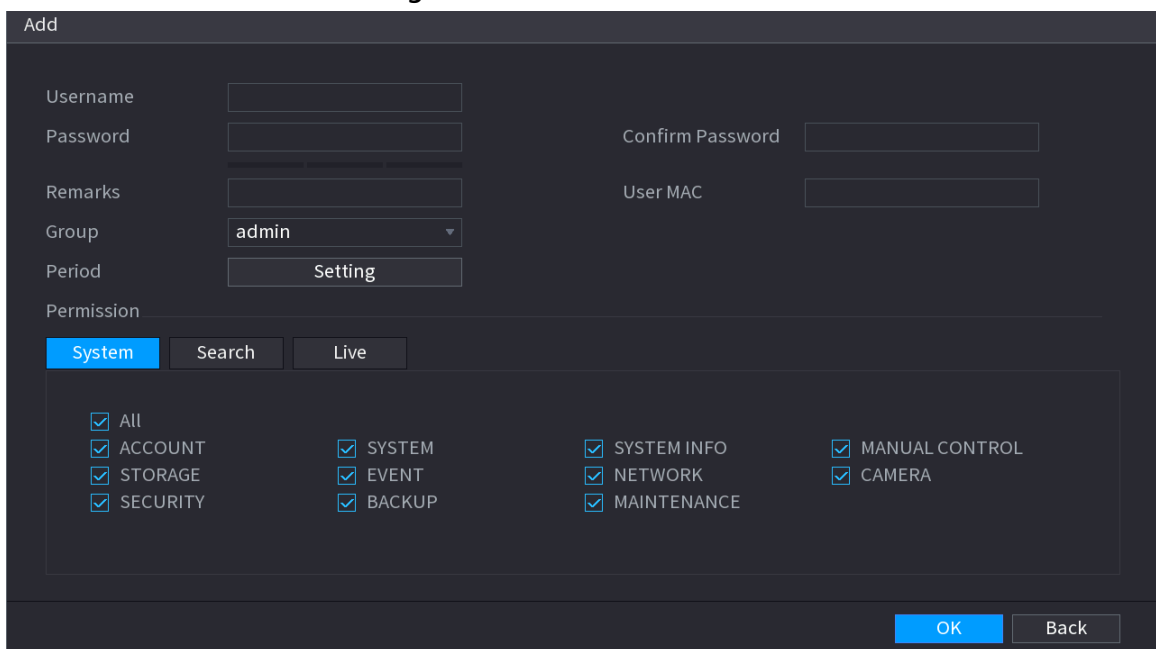 Add
Username
Password Confirm Password
Remarks User MAC
Group admin
Period Setting
Permission
System Search Live
All
ACCOUNT SYSTEM SYSTEM INFO MANUAL CONTROL
STORAGE EVENT NETWORK CAMERA
SECURITY BACKUP MAINTENANCE
OK Back